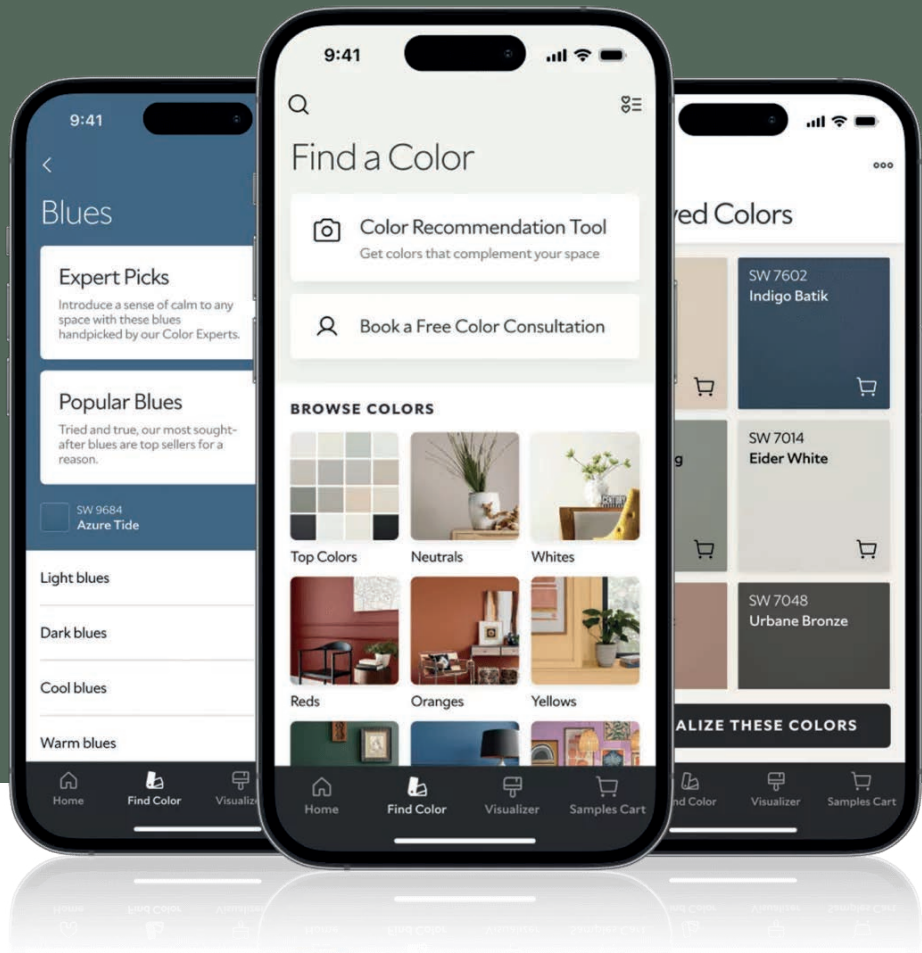 9:41
Blues
Expert Picks
Introduce a sense of calm to any
space with these blues
handpicked by our Color Experts.
Popular Blues
Tried and true, our most sought-
after blues are top sellers for a
reason.
SW 9684
Azure Tide
Light blues
Dark blues
Cool blues
Warm blues
Home
Find Color
9:41
Find a Color
Color Recommendation Tool
Get colors that complement your space
Book a Free Color Consultation
BROWSE COLORS
Top Colors
Neutrals
Whites
Reds
Oranges
Yellows
Home
Find Color
Visualizer
Samples Cart
Colors
SW 7602
Indigo Batik
SW 7014
Eider White
SW 7048
Urbane Bronze
THESE COLORS
Color
Visualizer
Samples Cart